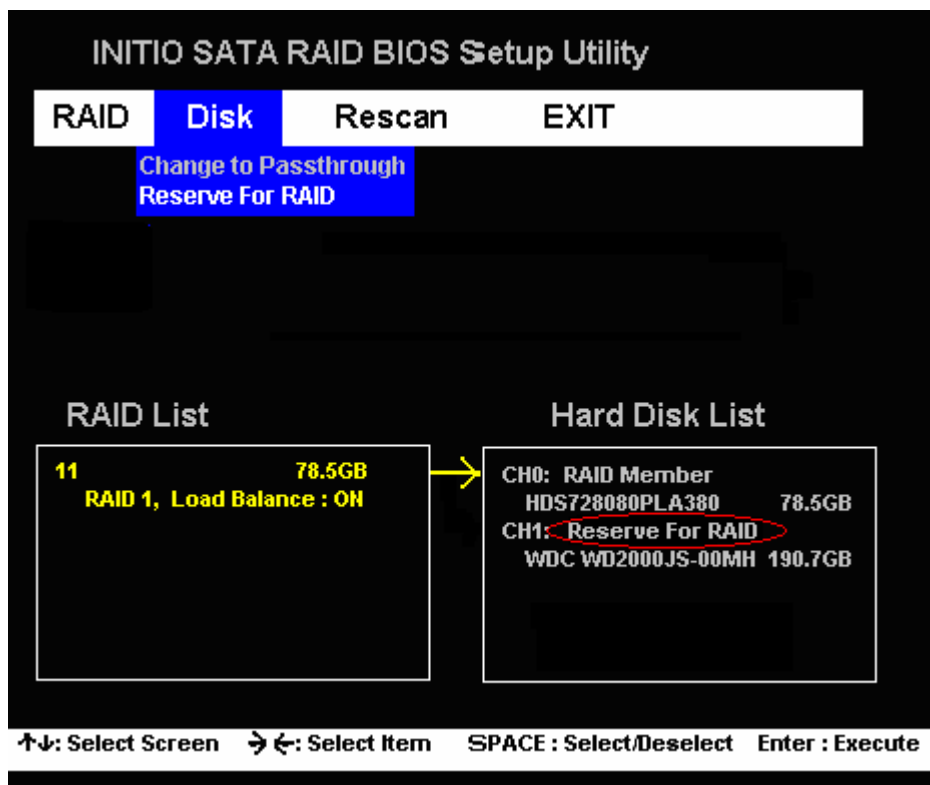 INITIO SATA RAID BIOS Setup Utility
RAID Disk Rescan EXIT
Change to Passthrough
Reserve For RAID
RAID List
11 78.5GB
RAID 1, Load Balance : ON
Hard Disk List
CH0: RAID Member
HDS728080PLA380 78.5GB
CH1: Reserve For RAID
WDC WD2000JS-00MH 190.7GB
↑↓: Select Screen →←: Select Item SPACE : Select/Deselect Enter : Execute